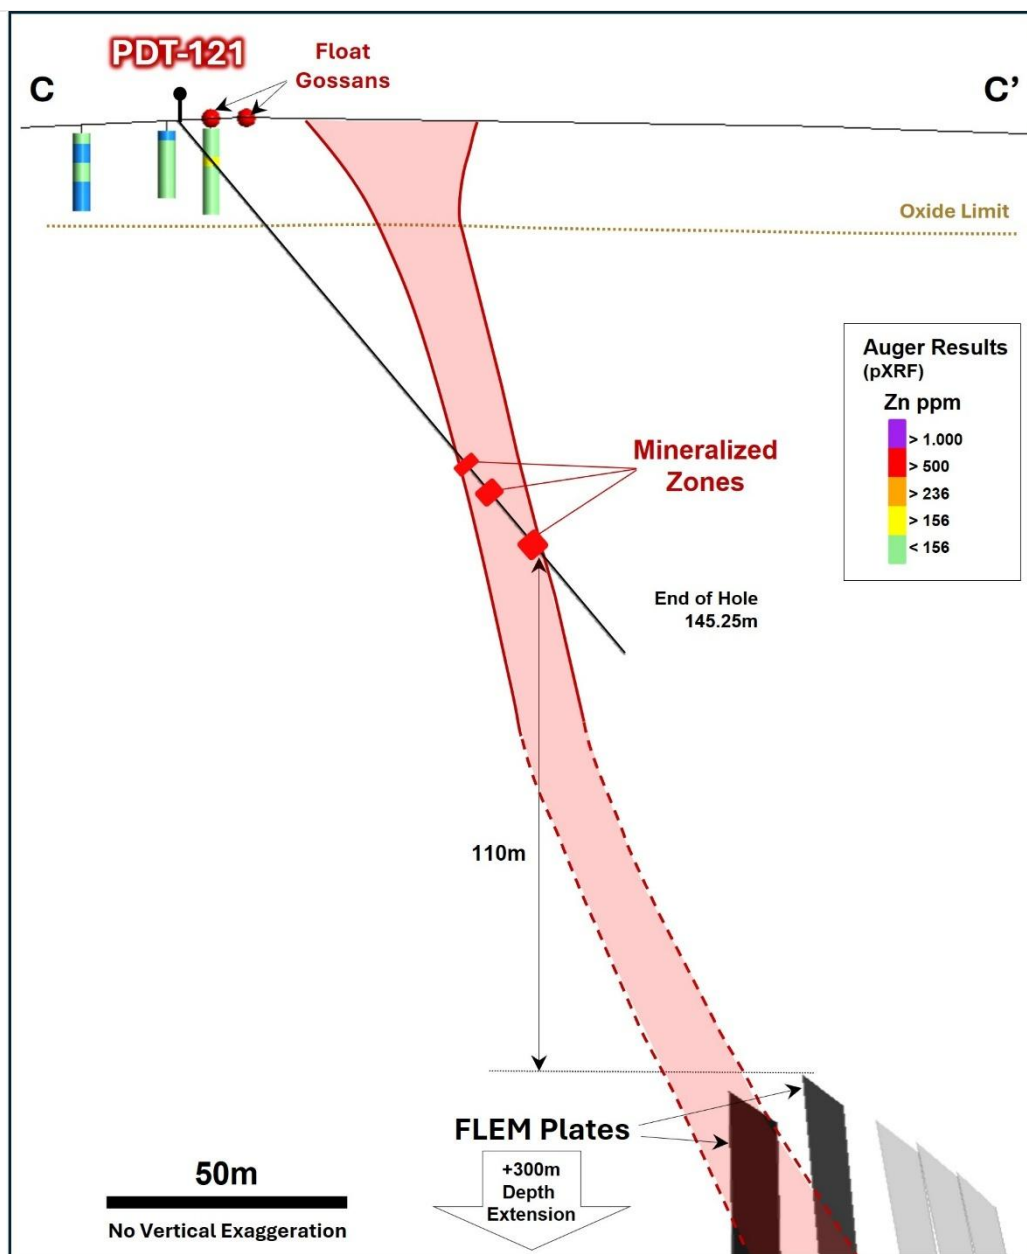 PDT-121
Float
Gossans
C
C’
Oxide Limit
Auger Results
(pXRF)
Zn ppm
> 1.000
> 500
> 236
> 156
< 156
Mineralized
Zones
End of Hole
145.25m
110m
FLEM Plates
+300m
Depth
Extension
50m
No Vertical Exaggeration